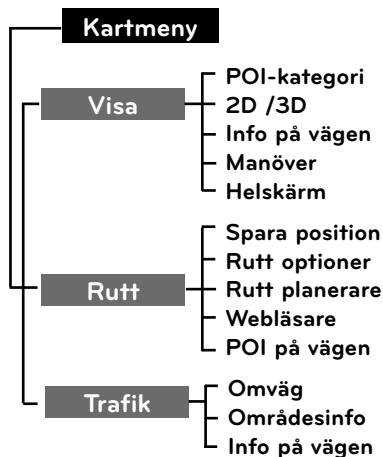 Kartmeny
Visa
POI-kategori
2D /3D
Info på vägen
Manöver
Helskärm
Rutt
Spara position
Rutt optioner
Rutt planerare
Webläsare
POI på vägen
Trafik
Omväg
Områdesinfo
Info på vägen